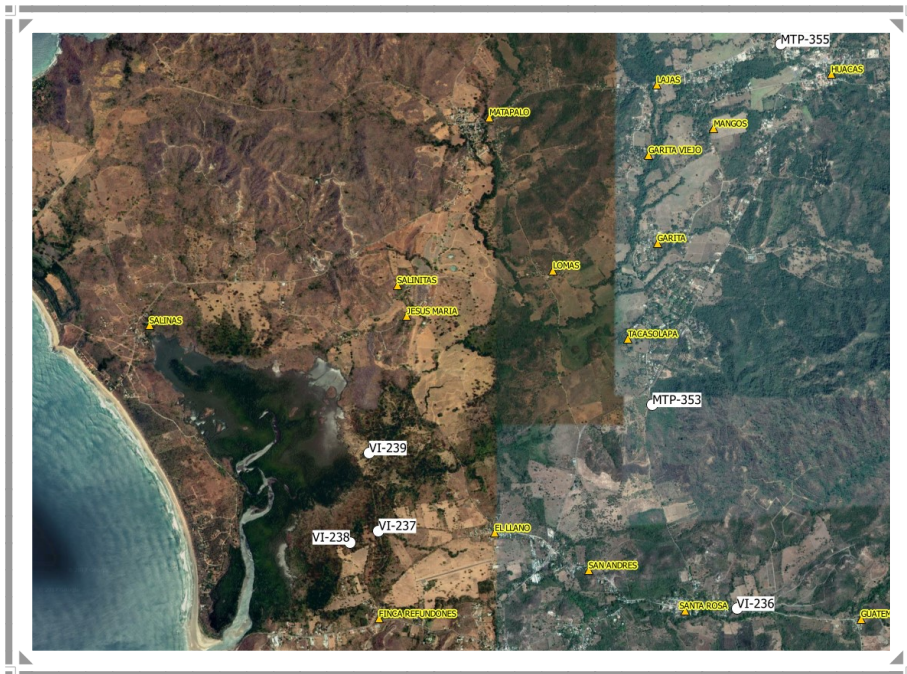 MTP-355
HUACAS
LAJAS
MATAPALO
MANGOS
GARITA VIEJO
GARITA
LOMAS
SALINITAS
JESUS MARIA
SALINAS
TACASOLAPA
MTP-353
VI-239
VI-237
VI-238
EL LLANO
SAN ANDRES
SANTA ROSA
VI-236
FINCA REFUNDONES
GUATEM